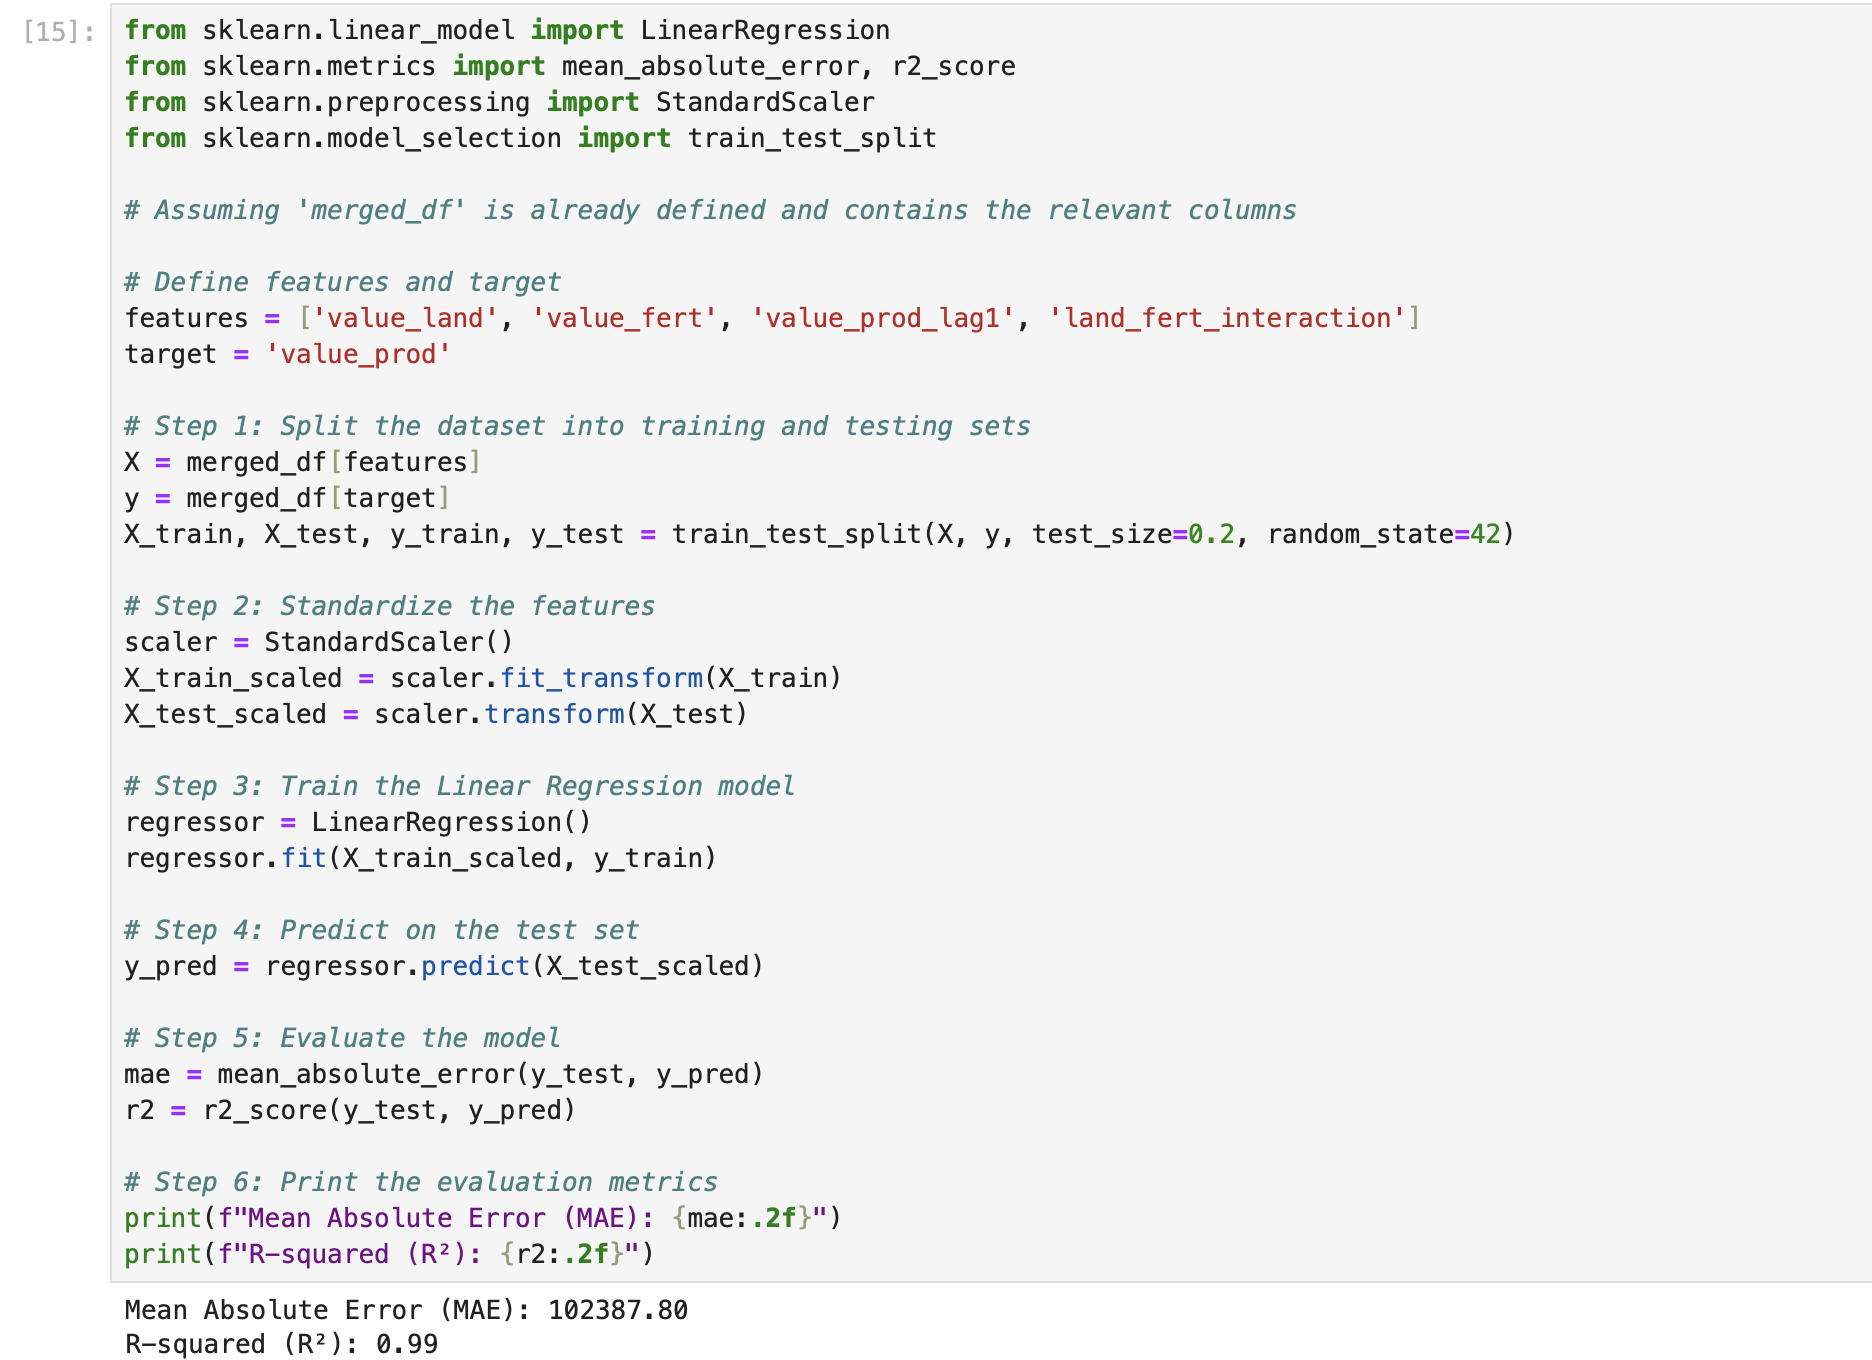 [15]:
from sklearn.linear_model import LinearRegression
from sklearn.metrics import mean_absolute_error, r2_score
from sklearn.preprocessing import StandardScaler
from sklearn.model_selection import train_test_split
# Assuming 'merged_df' is already defined and contains the relevant columns
# Define features and target
features = ['value_land', 'value_fert', 'value_prod_lag1', 'land_fert_interaction']
target = 'value_prod'
# Step 1: Split the dataset into training and testing sets
X = merged_df[features]
y = merged_df[target]
X_train, X_test, y_train, y_test = train_test_split(X, y, test_size=0.2, random_state=42)
# Step 2: Standardize the features
scaler = StandardScaler()
X_train_scaled = scaler.fit_transform(X_train)
X_test_scaled = scaler.transform(X_test)
# Step 3: Train the Linear Regression model
regressor = LinearRegression()
regressor.fit(X_train_scaled, y_train)
# Step 4: Predict on the test set
y_pred = regressor.predict(X_test_scaled)
# Step 5: Evaluate the model
mae = mean_absolute_error(y_test, y_pred)
r2 = r2_score(y_test, y_pred)
# Step 6: Print the evaluation metrics
print(f"Mean Absolute Error (MAE): {mae:.2f}")
print(f"R-squared (R²): {r2:.2f}")
Mean Absolute Error (MAE): 102387.80
R-squared (R²): 0.99